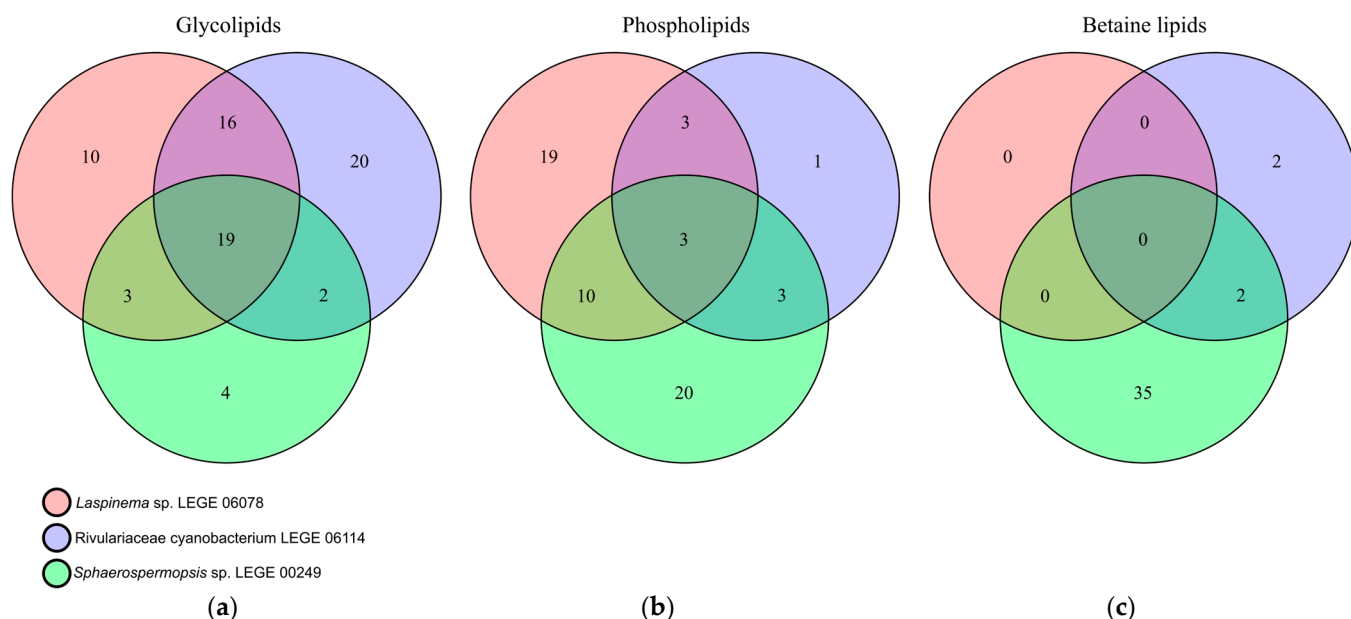 Glycolipids
Phospholipids
Betaine lipids
10
16
20
19
3
2
4
19
3
1
3
10
3
20
0
0
2
0
0
2
35
Laspinema sp. LEGE 06078
Rivulariaceae cyanobacterium LEGE 06114
Sphaerospermopsis sp. LEGE 00249
(a)
(b)
(c)